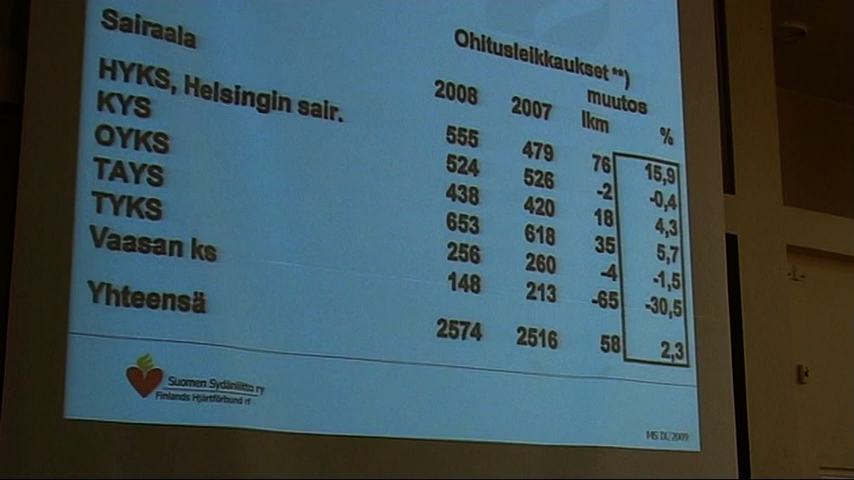 Sairaala Ohitusleikkaukset **)
2008 2007 muutos lkm %
HYKS, Helsingin sair. 555 479 76 15,9
KYS 524 526 -2 -0,4
OYKS 438 420 18 4,3
TAYS 653 618 35 5,7
TYKS 256 260 -4 -1,5
Vaasan ks 148 213 -65 -30,5
Yhteensä 2574 2516 58 2,3
Suomen Sydänliitto ry
Finlands Hjärtförbund rf
MS IX/2009